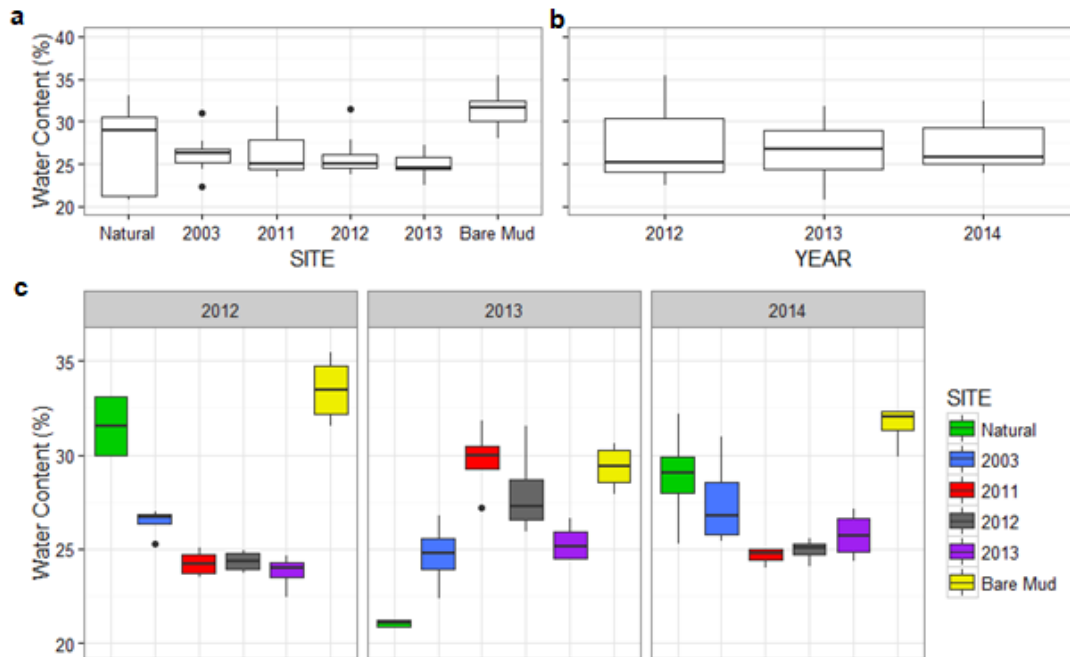 a
b
Water Content (%)
40
35
30
25
20
Natural 2003 2011 2012 2013 Bare Mud
SITE
2012 2013 2014
YEAR
c
2012 2013 2014
Water Content (%)
35
30
25
20
SITE
Natural
2003
2011
2012
2013
Bare Mud